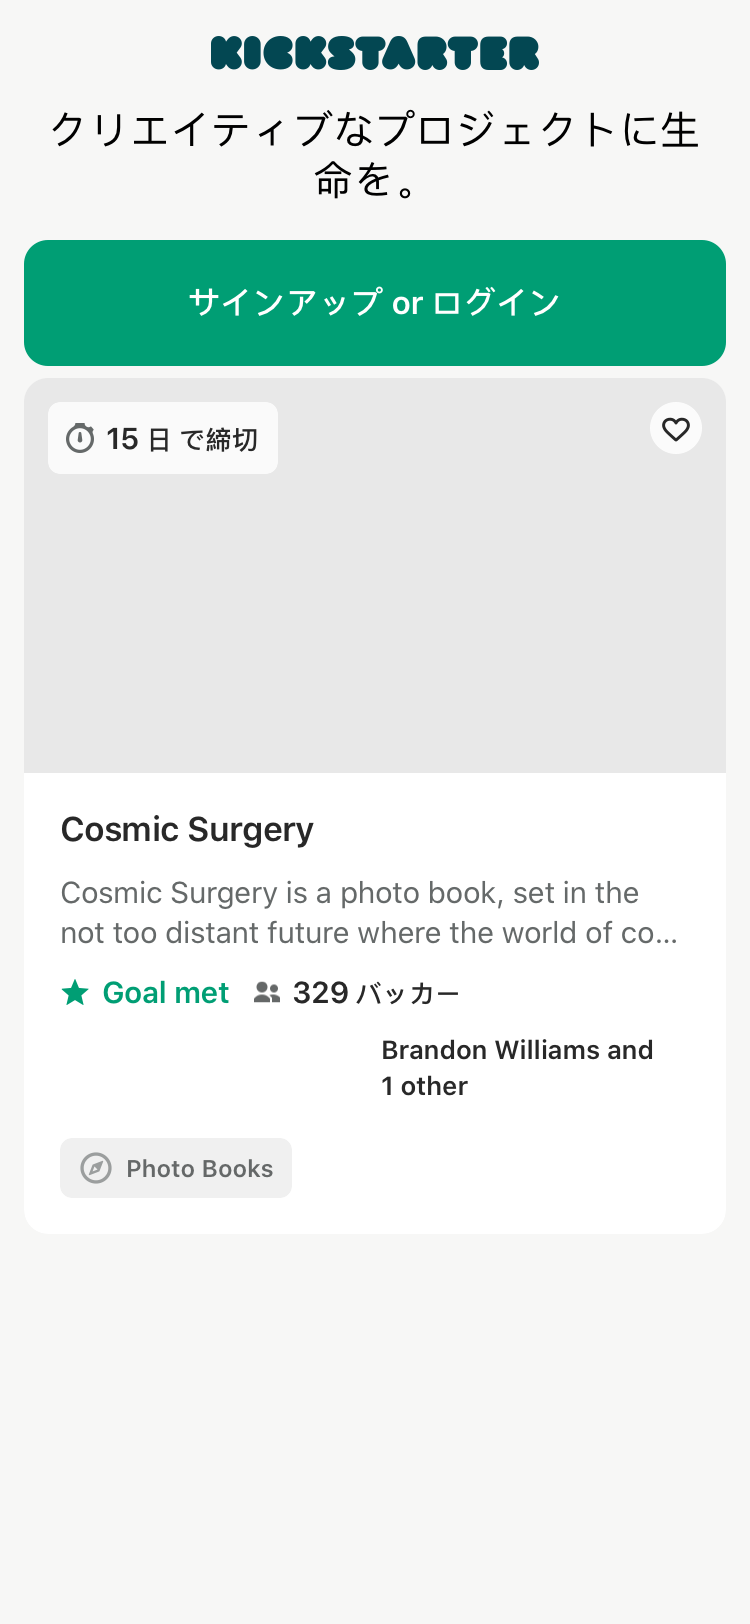 KICKSTARTER
クリエイティブなプロジェクトに生
命を。
サインアップ or ログイン
15 日 で締切
Cosmic Surgery
Cosmic Surgery is a photo book, set in the
not too distant future where the world of co...
Goal met 329 バッカー
Brandon Williams and
1 other
Photo Books